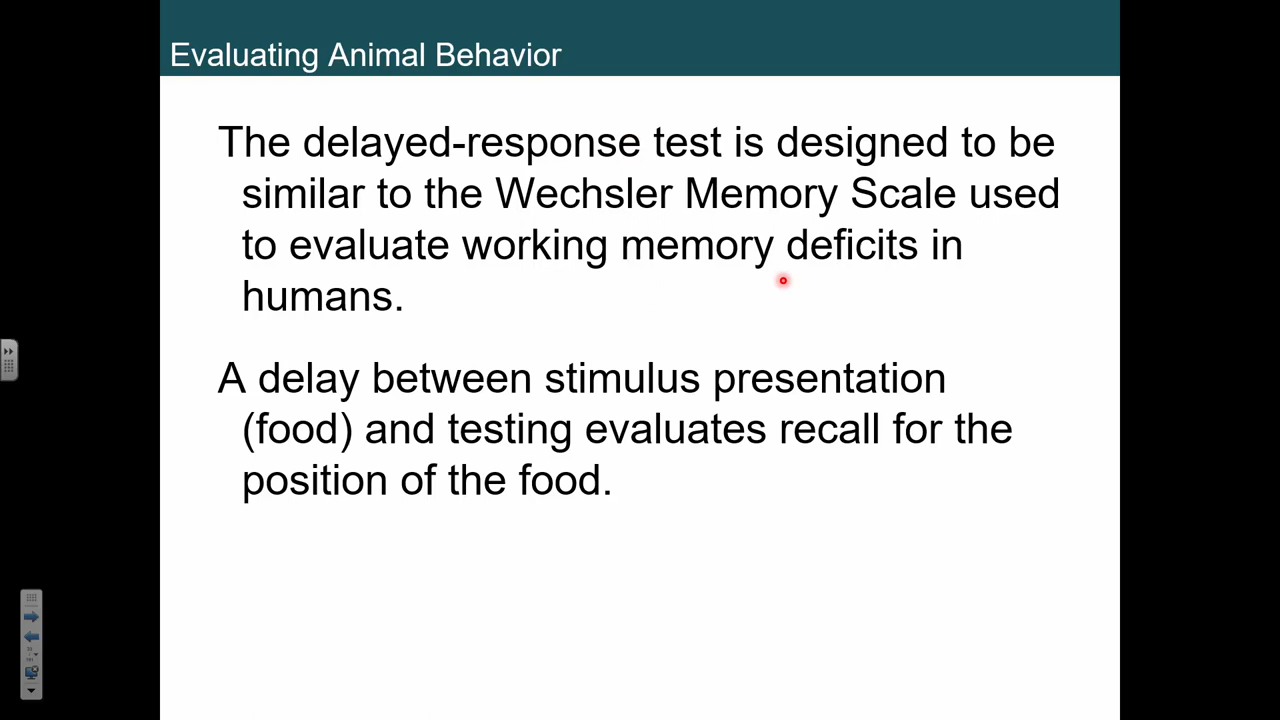 Evaluating Animal Behavior
The delayed-response test is designed to be
similar to the Wechsler Memory Scale used
to evaluate working memory deficits in
humans.
A delay between stimulus presentation
(food) and testing evaluates recall for the
position of the food.